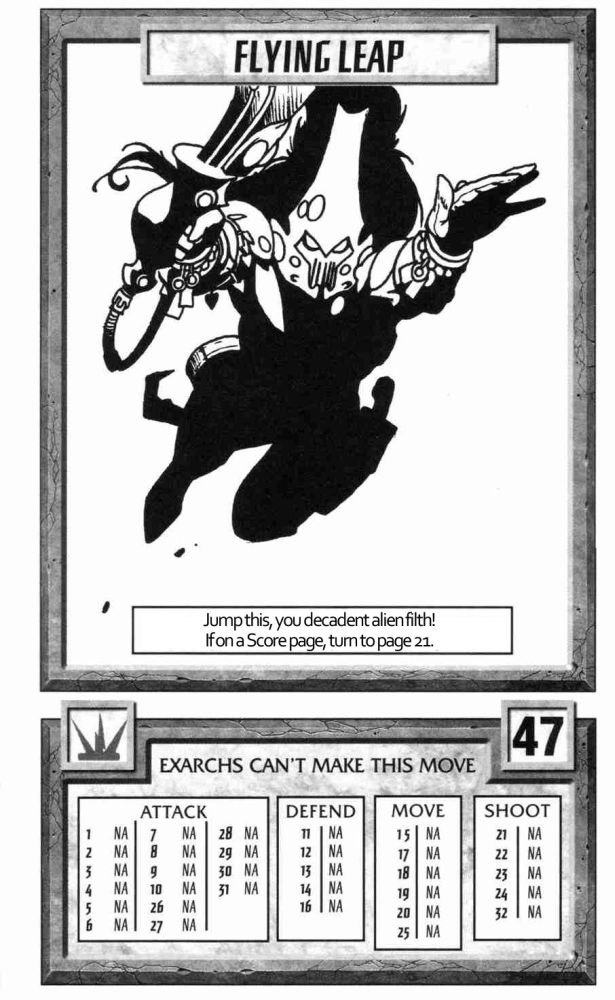 FLYING LEAP
Jump this, you decadent alien filth!
If on a Score page, turn to page 21.
47
EXARCHS CAN'T MAKE THIS MOVE
ATTACK
1 NA 7 NA 28 NA
2 NA 8 NA 29 NA
3 NA 9 NA 30 NA
4 NA 10 NA 31 NA
5 NA 26 NA
6 NA 27 NA
DEFEND
11 NA
12 NA
13 NA
14 NA
16 NA
MOVE
15 NA
17 NA
18 NA
19 NA
20 NA
25 NA
SHOOT
21 NA
22 NA
23 NA
24 NA
32 NA